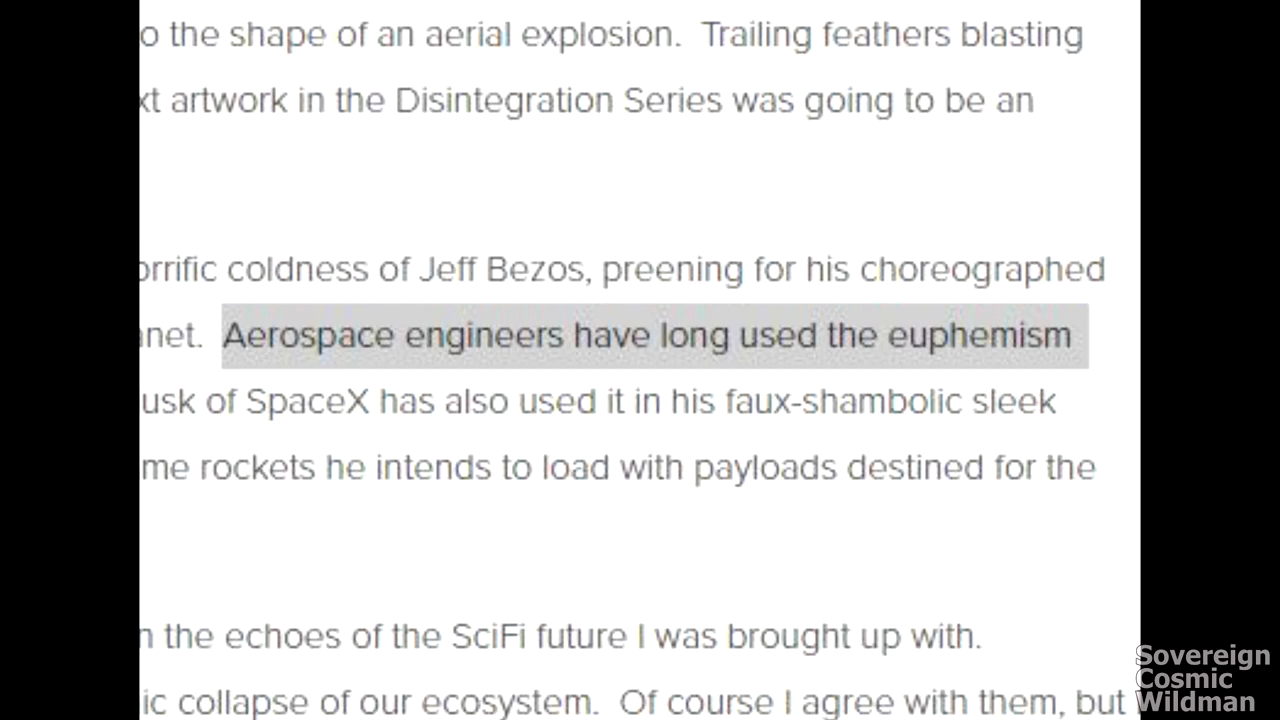 o the shape of an aerial explosion.  Trailing feathers blasting
xt artwork in the Disintegration Series was going to be an
orrific coldness of Jeff Bezos, preening for his choreographed
anet.  Aerospace engineers have long used the euphemism
usk of SpaceX has also used it in his faux-shambolic sleek
me rockets he intends to load with payloads destined for the
n the echoes of the SciFi future I was brought up with.
ic collapse of our ecosystem.  Of course I agree with them, but
Sovereign
Cosmic
Wildman